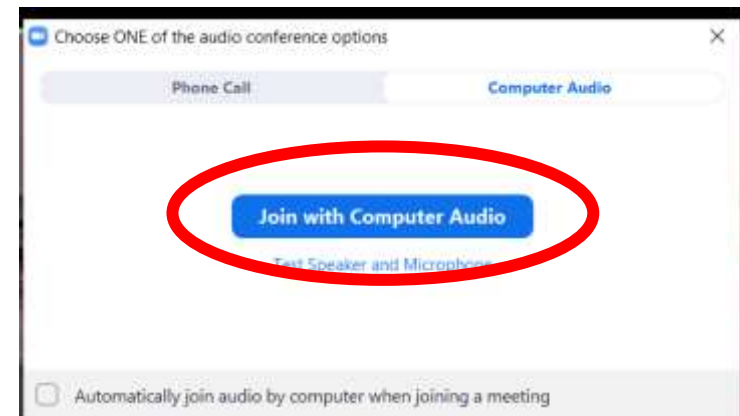 Choose ONE of the audio conference options
Phone Call
Computer Audio
Join with Computer Audio
Test Speaker and Microphone
Automatically join audio by computer when joining a meeting